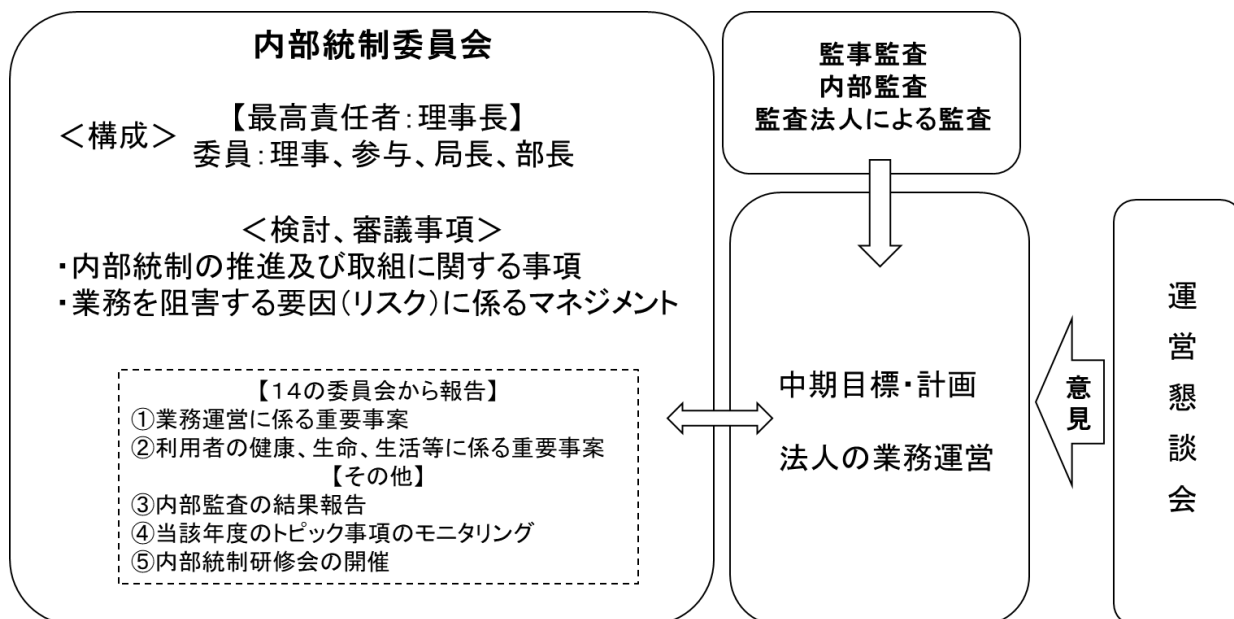 内部統制委員会
＜構成＞
【最高責任者：理事長】
委員：理事、参与、局長、部長
＜検討、審議事項＞
・内部統制の推進及び取組に関する事項
・業務を阻害する要因（リスク）に係るマネジメント
【１４の委員会から報告】
①業務運営に係る重要事案
②利用者の健康、生命、生活等に係る重要事案
【その他】
③内部監査の結果報告
④当該年度のトピック事項のモニタリング
⑤内部統制研修会の開催
監事監査
内部監査
監査法人による監査
中期目標・計画
法人の業務運営
意見
運営懇談会